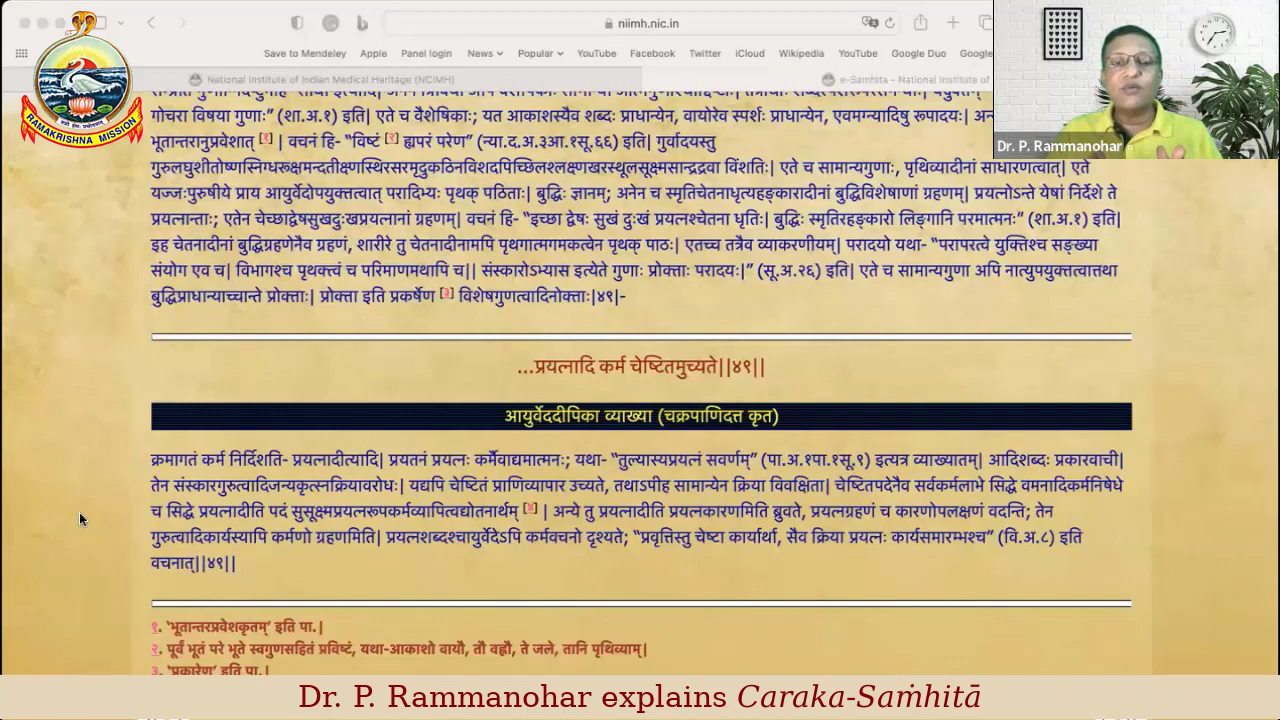 niimh.nic.in
Save to Mendeley Apple Panel login News Popular YouTube Facebook Twitter iCloud Wikipedia YouTube Google Duo Google
National Institute of Indian Medical Heritage (NCIMH) e-Samhita - National Institute of
RAMAKRISHNA MISSION
Dr. P. Rammanohar
गोचरा विषया गुणाः” (शा.अ.१) इति| एते च वैशेषिकाः; यत आकाशस्यैव शब्दः प्राधान्येन, वायोरेव स्पर्शः प्राधान्येन, एवमग्न्यादिषु रूपादयः|
भूतान्तरानुप्रवेशात् [१] | वचनं हि- “विष्टं [२] ह्यपरं परेण” (न्या.द.अ.३आ.१सू.६६) इति| गुर्वादयस्तु
गुरुलघुशीतोष्णस्निग्धरूक्षमन्दतीक्ष्णस्थिरसरमृदुकठिनविशदपिच्छिलश्लक्ष्णखरस्थूलसूक्ष्मसान्द्रद्रवा विंशतिः| एते च सामान्यगुणाः, पृथिव्यादीनां साधारणत्वात्| एते
यज्जःपुरुषीये प्राय आयुर्वेदोपयुक्तत्वात् परादिभ्यः पृथक् पठिताः| बुद्धिः ज्ञानम्; अनेन च स्मृतिचेतनाधृत्यहङ्कारादीनां बुद्धिविशेषाणां ग्रहणम्| प्रयत्नोऽन्ते येषां निर्देशे ते
प्रयत्नान्ताः; एतेन चेच्छाद्वेषसुखदुःखप्रयत्नानां ग्रहणम्| वचनं हि- “इच्छा द्वेषः सुखं दुःखं प्रयत्नश्चेतना धृतिः| बुद्धिः स्मृतिरहङ्कारो लिङ्गानि परमात्मनः” (शा.अ.१) इति|
इह चेतनादीनां बुद्धिग्रहणेनैव ग्रहणं, शारीरे तु चेतनादीनामपि पृथगात्मगमकत्वेन पृथक् पाठः| एतच्च तत्रैव व्याकरणीयम्| परादयो यथा- “परापरत्वे युक्तिश्च सङ्ख्या
संयोग एव च| विभागश्च पृथक्त्वं च परिमाणमथापि च|| संस्कारोऽभ्यास इत्येते गुणाः प्रोक्ताः परादयः|” (सू.अ.२६) इति| एते च सामान्यगुणा अपि नात्युपयुक्तत्वात्तथा
बुद्धिप्राधान्याच्चान्ते प्रोक्ताः| प्रोक्ता इति प्रकर्षेण [३] विशेषगुणत्वादिनोक्ताः|४९|-
...प्रयत्नादि कर्म चेष्टितमुच्यते||४९||
आयुर्वेददीपिका व्याख्या (चक्रपाणिदत्त कृत)
क्रमागतं कर्म निर्दिशति- प्रयत्नादीत्यादि| प्रयतनं प्रयत्नः कर्मैवाद्यमात्मनः; यथा- “तुल्यास्यप्रयत्नं सवर्णम्” (पा.अ.१पा.१सू.९) इत्यत्र व्याख्यातम्| आदिशब्दः प्रकारवाची|
तेन संस्कारगुरुत्वादिजन्यकृत्स्नक्रियावरोधः| यद्यपि चेष्टितं प्राणिव्यापार उच्यते, तथाऽपीह सामान्येन क्रिया विवक्षिता| चेष्टितपदेनैव सर्वकर्मलाभे सिद्धे वमनादिकर्मनिषेधे
च सिद्धे प्रयत्नादीति पदं सुसूक्ष्मप्रयत्नरूपकर्मव्यापित्वद्योतनार्थम् [४] | अन्ये तु प्रयत्नादीति प्रयत्नकारणमिति ब्रुवते, प्रयत्नग्रहणं च कारणोपलक्षणं वदन्ति; तेन
गुरुत्वादिकार्यस्यापि कर्मणो ग्रहणमिति| प्रयत्नशब्दश्चायुर्वेदेऽपि कर्मवचनो दृश्यते; “प्रवृत्तिस्तु चेष्टा कार्यार्था, सैव क्रिया प्रयत्नः कार्यसमारम्भश्च” (वि.अ.८) इति
वचनात्||४९||
१. 'भूतान्तरप्रवेशकृतम्' इति पा.|
२. पूर्वं भूतं परे भूते स्वगुणसहितं प्रविष्टं, यथा-आकाशो वायौ, तौ वह्नौ, ते जले, तानि पृथिव्याम्|
३. 'प्रकारेण' इति पा.|
Dr. P. Rammanohar explains Caraka-Saṁhitā